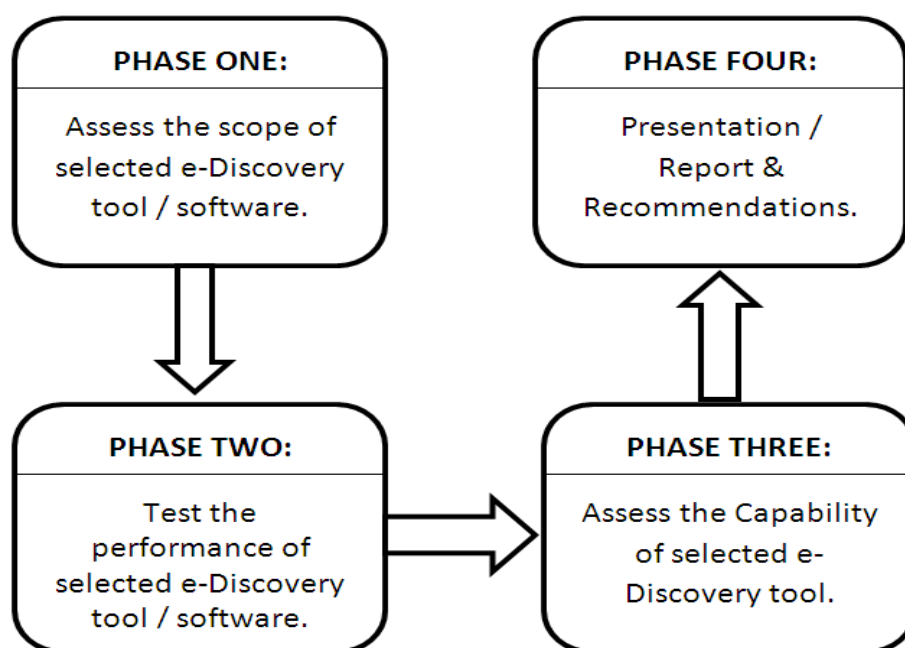 PHASE ONE:
Assess the scope of
selected e-Discovery
tool / software.
PHASE TWO:
Test the
performance of
selected e-Discovery
tool / software.
PHASE THREE:
Assess the Capability
of selected e-
Discovery tool.
PHASE FOUR:
Presentation /
Report &
Recommendations.